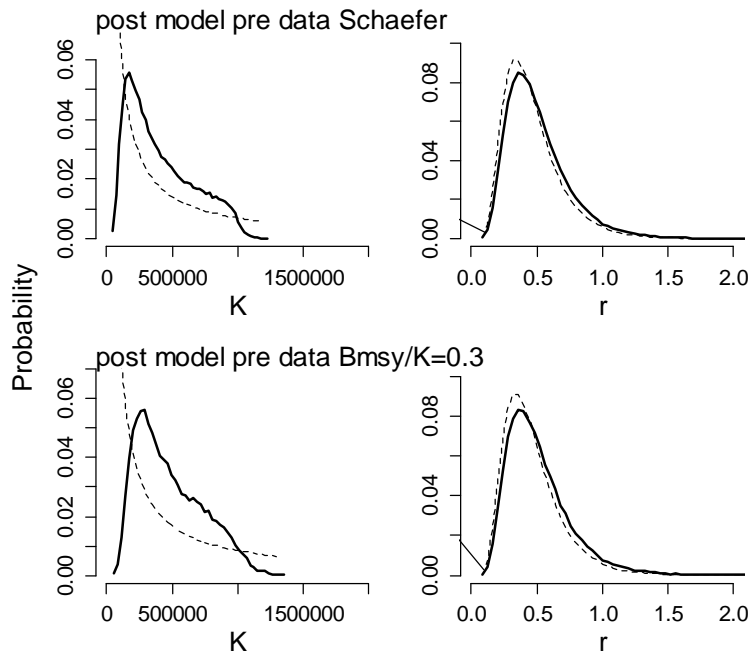 post model pre data Schaefer
0.00 0.02 0.04 0.06
0 500000 1500000
K
0.00 0.04 0.08
0.0 0.5 1.0 1.5 2.0
r
Probability
post model pre data Bmsy/K=0.3
0.00 0.02 0.04 0.06
0 500000 1500000
K
0.00 0.04 0.08
0.0 0.5 1.0 1.5 2.0
r